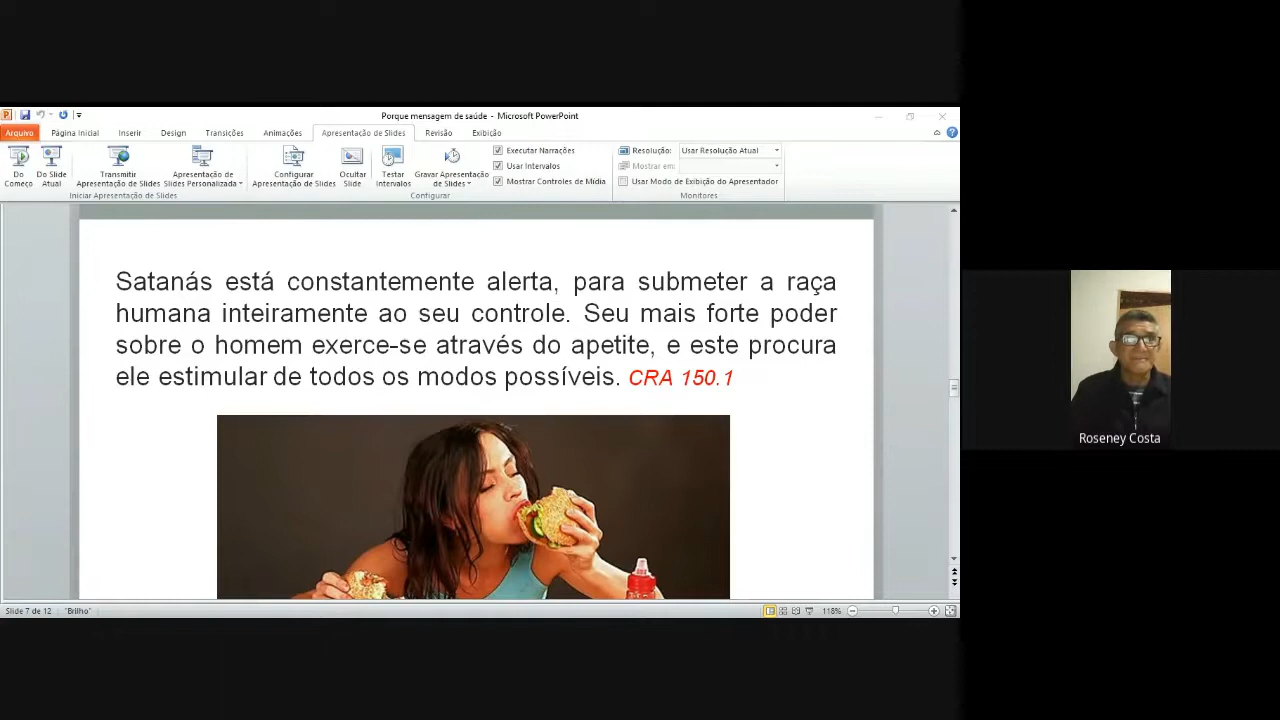 Porque mensagem de saúde - Microsoft PowerPoint
Arquivo Página Inicial Inserir Design Transições Animações Apresentação de Slides Revisão Exibição
Do Começo
Do Slide Atual
Transmitir Apresentação de Slides
Apresentação de Slides Personalizada
Iniciar Apresentação de Slides
Configurar Apresentação de Slides
Ocultar Slide
Testar Intervalos
Gravar Apresentação de Slides
Executar Narrações
Usar Intervalos
Mostrar Controles de Mídia
Configurar
Resolução: Usar Resolução Atual
Mostrar em:
Usar Modo de Exibição do Apresentador
Monitores
Satanás está constantemente alerta, para submeter a raça
humana inteiramente ao seu controle. Seu mais forte poder
sobre o homem exerce-se através do apetite, e este procura
ele estimular de todos os modos possíveis. CRA 150.1
Roseney Costa
Slide 7 de 12 "Brilho" 118%